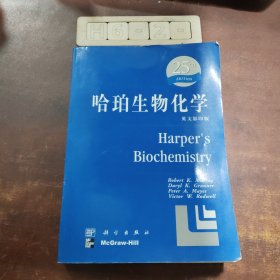 25th
EDITION
哈珀生物化学
英文影印版
Harper's
Biochemistry
Robert K. Murray
Daryl K. Granner
Peter A. Mayes
Victor W. Rodwell
科学出版社
McGraw-Hill